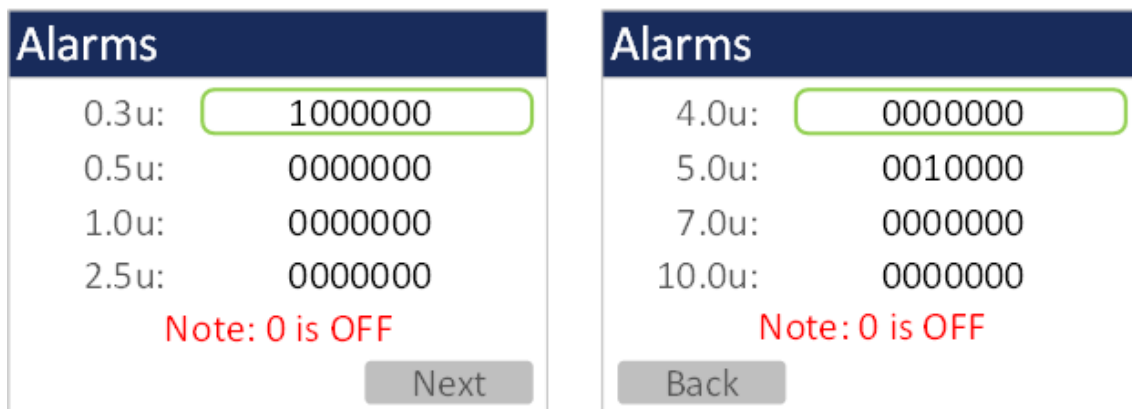 Alarms
0.3u: 1000000
0.5u: 0000000
1.0u: 0000000
2.5u: 0000000
Note: 0 is OFF
Next
Alarms
4.0u: 0000000
5.0u: 0010000
7.0u: 0000000
10.0u: 0000000
Note: 0 is OFF
Back